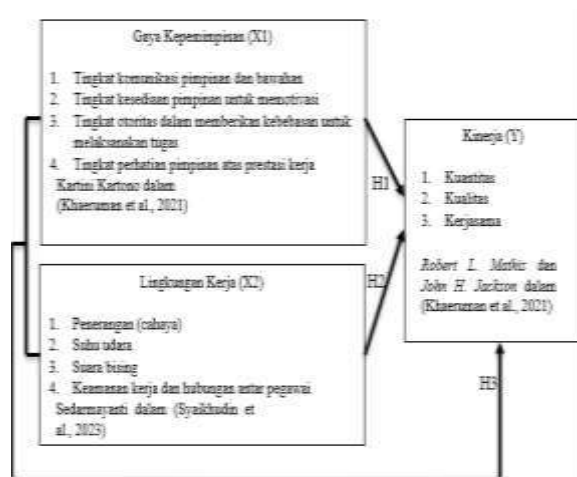 Gaya Kepemimpinan (X1)
1. Tingkat komunikasi pimpinan dan bawahan
2. Tingkat kesediaan pimpinan untuk memotivasi
3. Tingkat otoritas dalam memberikan kebebasan untuk
melaksanakan tugas
4. Tingkat perhatian pimpinan atas prestasi kerja
Kartini Kartono dalam
(Khaeruman et al., 2021)
H1
Kinerja (Y)
1. Kuantitas
2. Kualitas
3. Kerjasama
Robert L. Mathis dan
John H. Jackson dalam
(Khaeruman et al., 2021)
Lingkungan Kerja (X2)
1. Penerangan (cahaya)
2. Suhu udara
3. Suara bising
4. Keamanan kerja dan hubungan antar pegawai
Sedarmayanti dalam (Syaikhudin et
al., 2023)
H2
H3